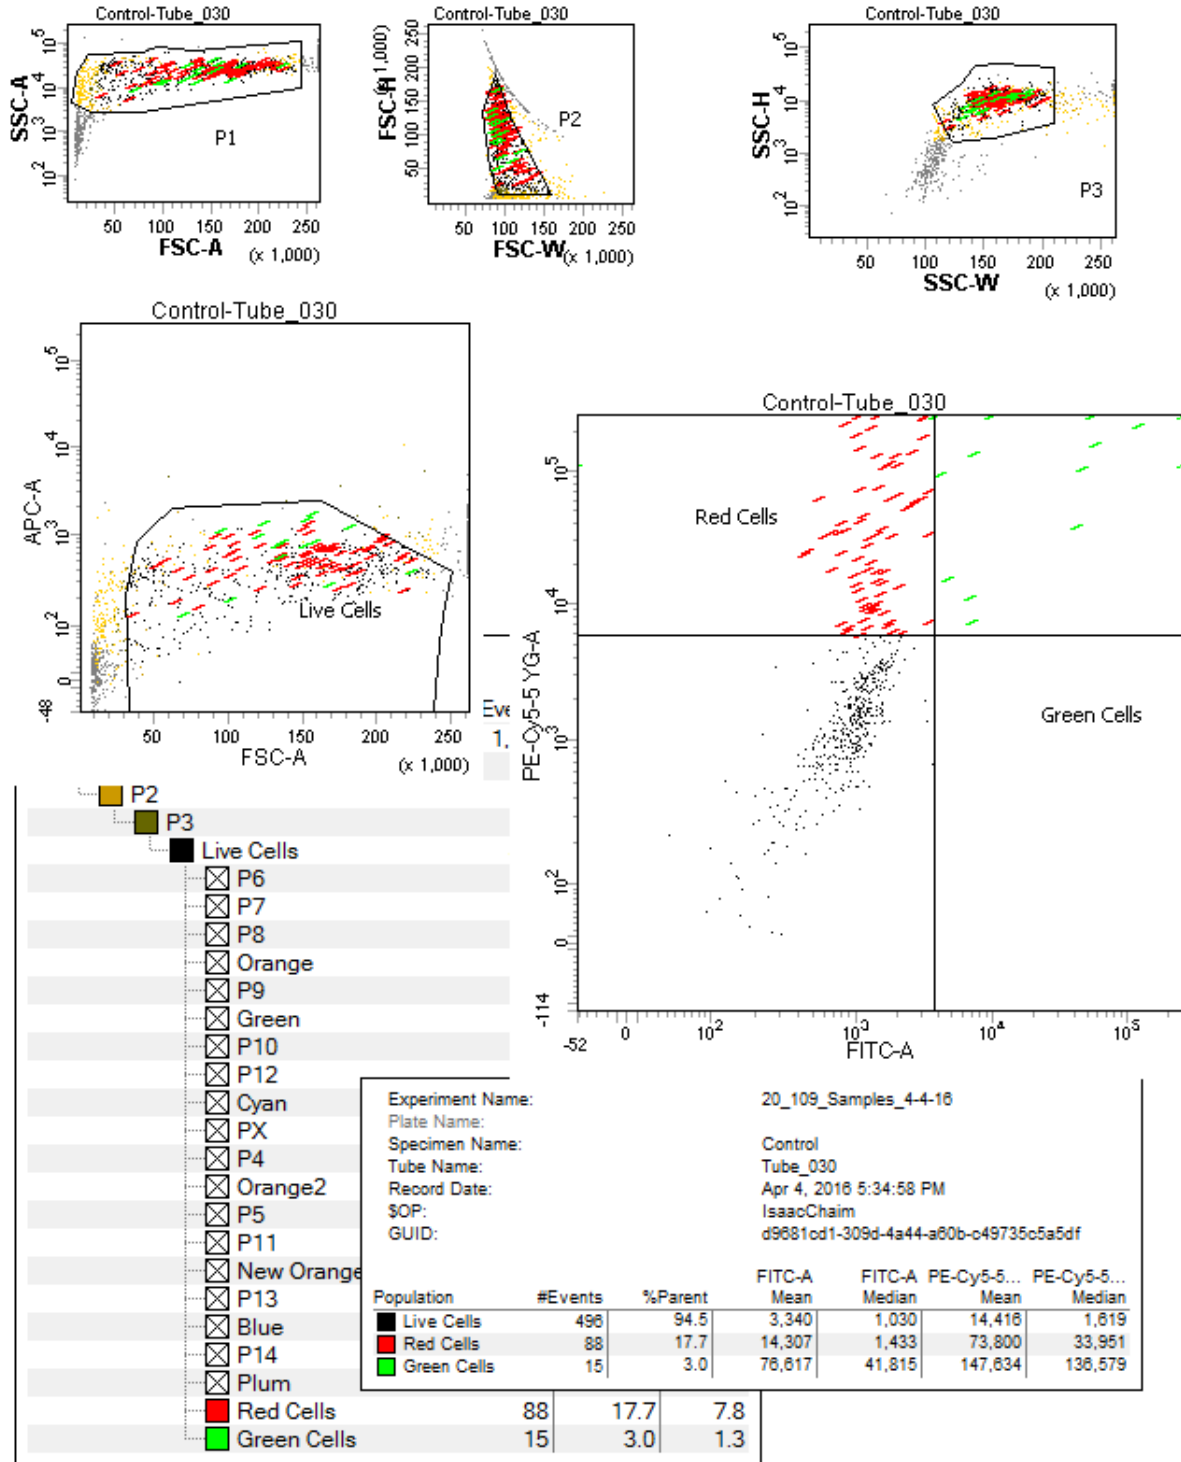 Control-Tube_030
SSC-A
10^5
10^4
10^3
10^2
P1
50 100 150 200 250
FSC-A (x 1,000)
Control-Tube_030
FSC-H (x 1,000)
250
200
150
100
50
P2
50 100 150 200 250
FSC-W (x 1,000)
Control-Tube_030
SSC-H
10^5
10^4
10^3
10^2
P3
50 100 150 200 250
SSC-W (x 1,000)
Control-Tube_030
APC-A
10^5
10^4
10^3
10^2
0
-48
Live Cells
50 100 150 200 250
FSC-A (x 1,000)
Control-Tube_030
PE-Cy5-5 YG-A
10^5
10^4
10^3
10^2
0
-114
Red Cells
Green Cells
-52 0 10^2 10^3 10^4 10^5
FITC-A
Eve
1,
P2
P3
Live Cells
P6
P7
P8
Orange
P9
Green
P10
P12
Cyan
PX
P4
Orange2
P5
P11
New Orange
P13
Blue
P14
Plum
Red Cells 88 17.7 7.8
Green Cells 15 3.0 1.3
Experiment Name: 20_109_Samples_4-4-16
Plate Name:
Specimen Name: Control
Tube Name: Tube_030
Record Date: Apr 4, 2016 5:34:58 PM
$OP: IsaacChaim
GUID: d9681cd1-309d-4a44-a60b-c49735c5a5df
FITC-A FITC-A PE-Cy5-5... PE-Cy5-5...
Population #Events %Parent Mean Median Mean Median
Live Cells 496 94.5 3,340 1,030 14,416 1,619
Red Cells 88 17.7 14,307 1,433 73,800 33,951
Green Cells 15 3.0 76,617 41,815 147,634 136,579